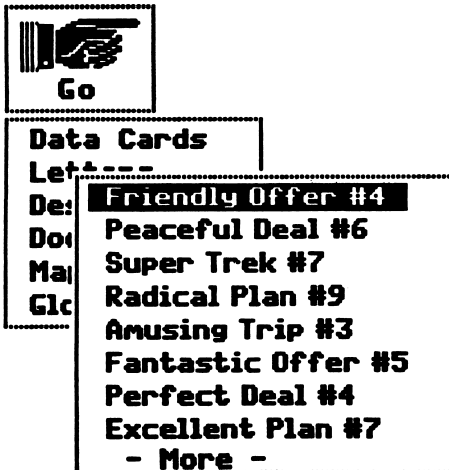 Go
Data Cards
Friendly Offer #4
Peaceful Deal #6
Super Trek #7
Radical Plan #9
Amusing Trip #3
Fantastic Offer #5
Perfect Deal #4
Excellent Plan #7
- More -